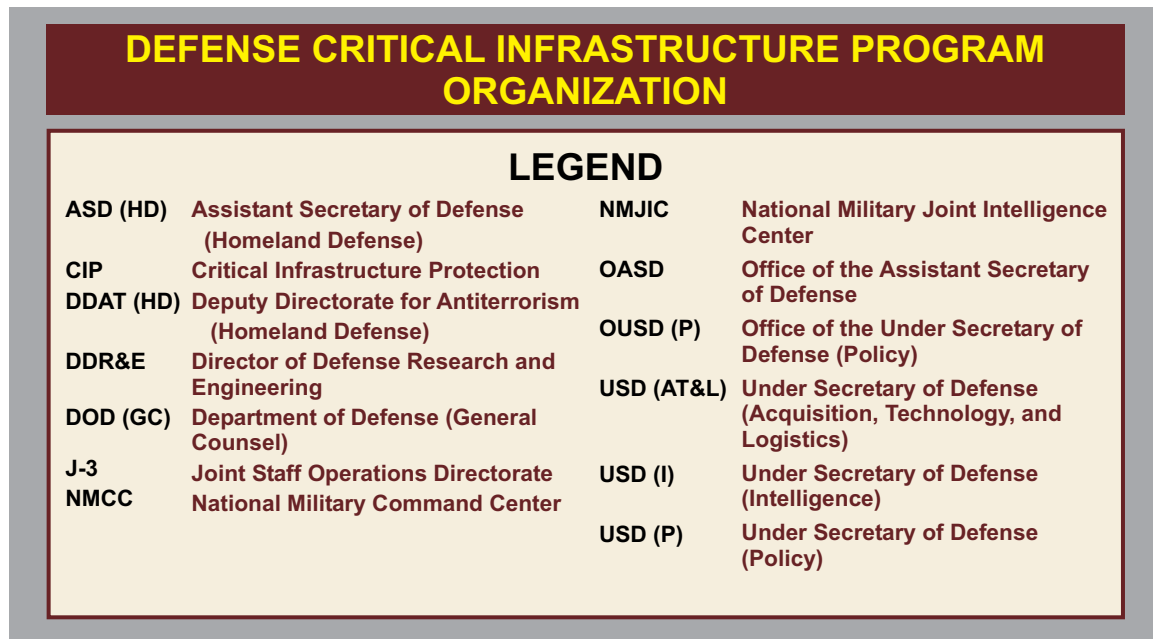 DEFENSE CRITICAL INFRASTRUCTURE PROGRAM
ORGANIZATION
LEGEND
ASD (HD) Assistant Secretary of Defense
(Homeland Defense)
CIP Critical Infrastructure Protection
DDAT (HD) Deputy Directorate for Antiterrorism
(Homeland Defense)
DDR&E Director of Defense Research and
Engineering
DOD (GC) Department of Defense (General
Counsel)
J-3 Joint Staff Operations Directorate
NMCC National Military Command Center
NMJIC National Military Joint Intelligence
Center
OASD Office of the Assistant Secretary
of Defense
OUSD (P) Office of the Under Secretary of
Defense (Policy)
USD (AT&L) Under Secretary of Defense
(Acquisition, Technology, and
Logistics)
USD (I) Under Secretary of Defense
(Intelligence)
USD (P) Under Secretary of Defense
(Policy)